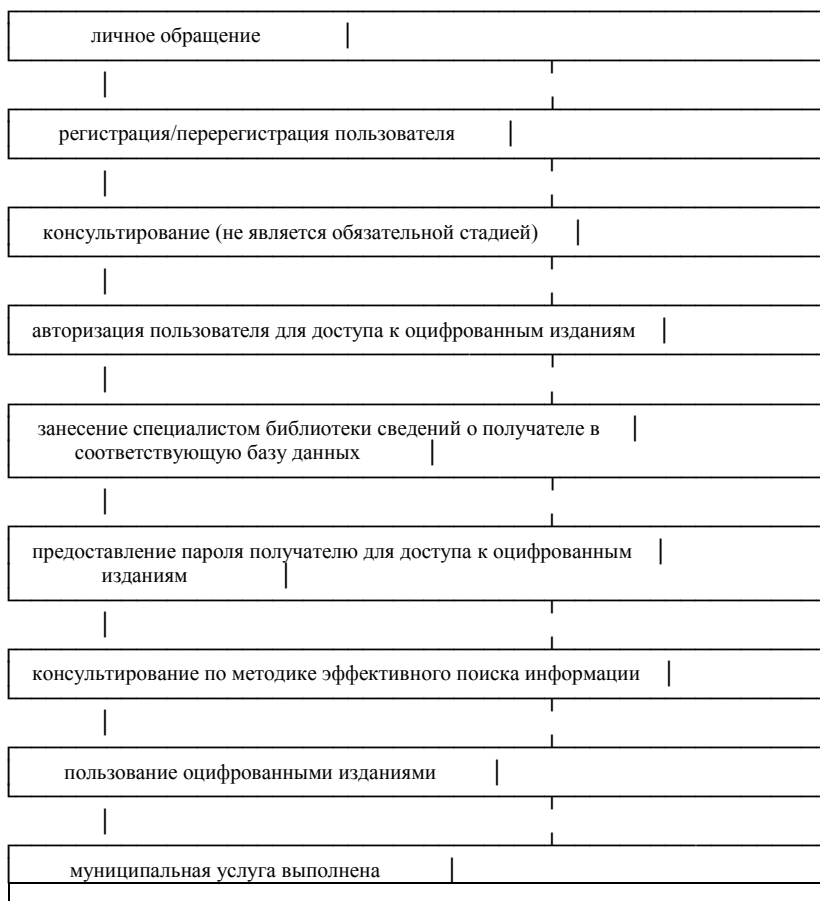 личное обращение
регистрация/перерегистрация пользователя
консультирование (не является обязательной стадией)
авторизация пользователя для доступа к оцифрованным изданиям
занесение специалистом библиотеки сведений о получателе в
соответствующую базу данных
предоставление пароля получателю для доступа к оцифрованным
изданиям
консультирование по методике эффективного поиска информации
пользование оцифрованными изданиями
муниципальная услуга выполнена